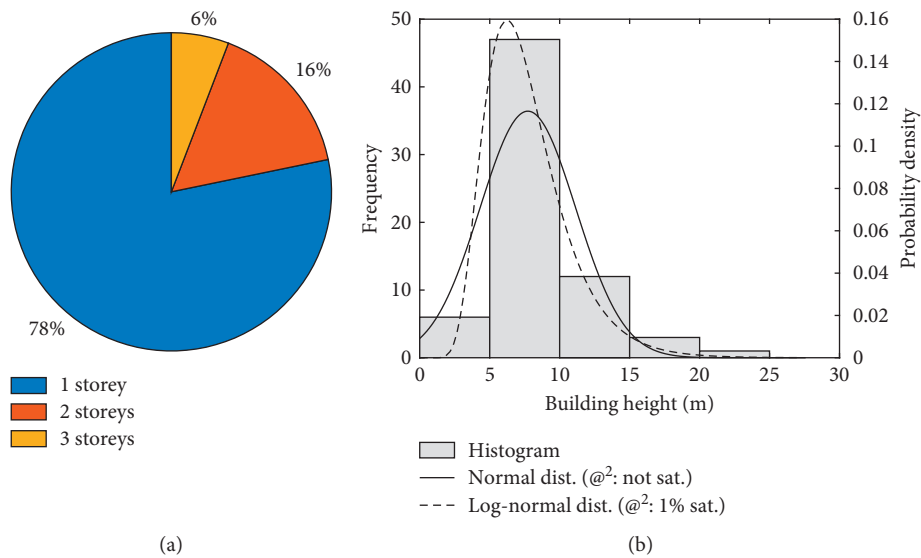 6%
16%
78%
1 storey
2 storeys
3 storeys
(a)
50
40
30
20
10
0
Frequency
0.16
0.14
0.12
0.1
0.08
0.06
0.04
0.02
0
Probability density
0 5 10 15 20 25 30
Building height (m)
Histogram
Normal dist. (@²: not sat.)
Log-normal dist. (@²: 1% sat.)
(b)